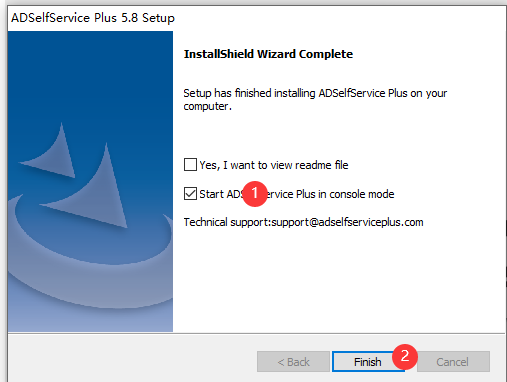 ADSelfService Plus 5.8 Setup
InstallShield Wizard Complete
Setup has finished installing ADSelfService Plus on your
computer.
Yes, I want to view readme file
Start ADS 1 ervice Plus in console mode
Technical support:support@adselfserviceplus.com
< Back Finish 2 Cancel